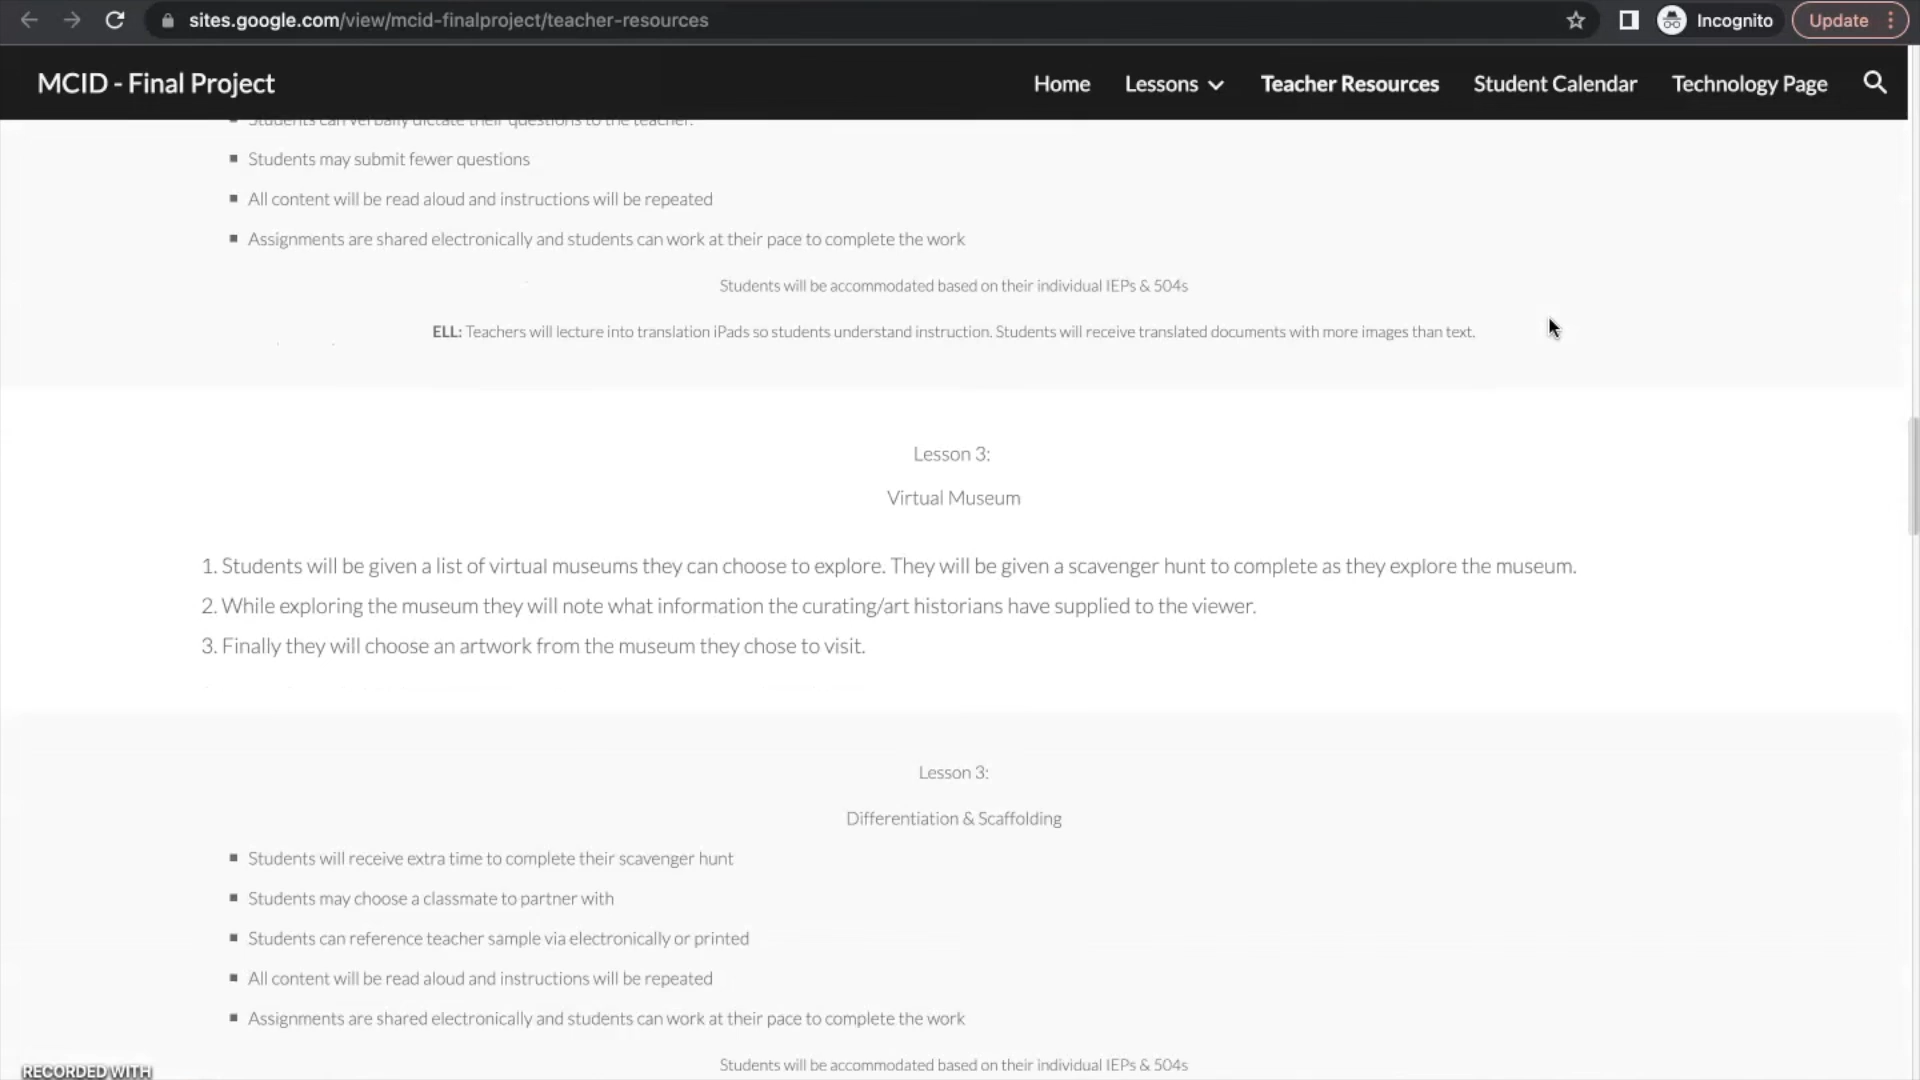 sites.google.com/view/mcid-finalproject/teacher-resources
Incognito
Update
MCID - Final Project
Home
Lessons
Teacher Resources
Student Calendar
Technology Page
Students can verbally dictate their questions to the teacher.
Students may submit fewer questions
All content will be read aloud and instructions will be repeated
Assignments are shared electronically and students can work at their pace to complete the work
Students will be accommodated based on their individual IEPs & 504s
ELL: Teachers will lecture into translation iPads so students understand instruction. Students will receive translated documents with more images than text.
Lesson 3:
Virtual Museum
1. Students will be given a list of virtual museums they can choose to explore. They will be given a scavenger hunt to complete as they explore the museum.
2. While exploring the museum they will note what information the curating/art historians have supplied to the viewer.
3. Finally they will choose an artwork from the museum they chose to visit.
Lesson 3:
Differentiation & Scaffolding
Students will receive extra time to complete their scavenger hunt
Students may choose a classmate to partner with
Students can reference teacher sample via electronically or printed
All content will be read aloud and instructions will be repeated
Assignments are shared electronically and students can work at their pace to complete the work
Students will be accommodated based on their individual IEPs & 504s
RECORDED WITH